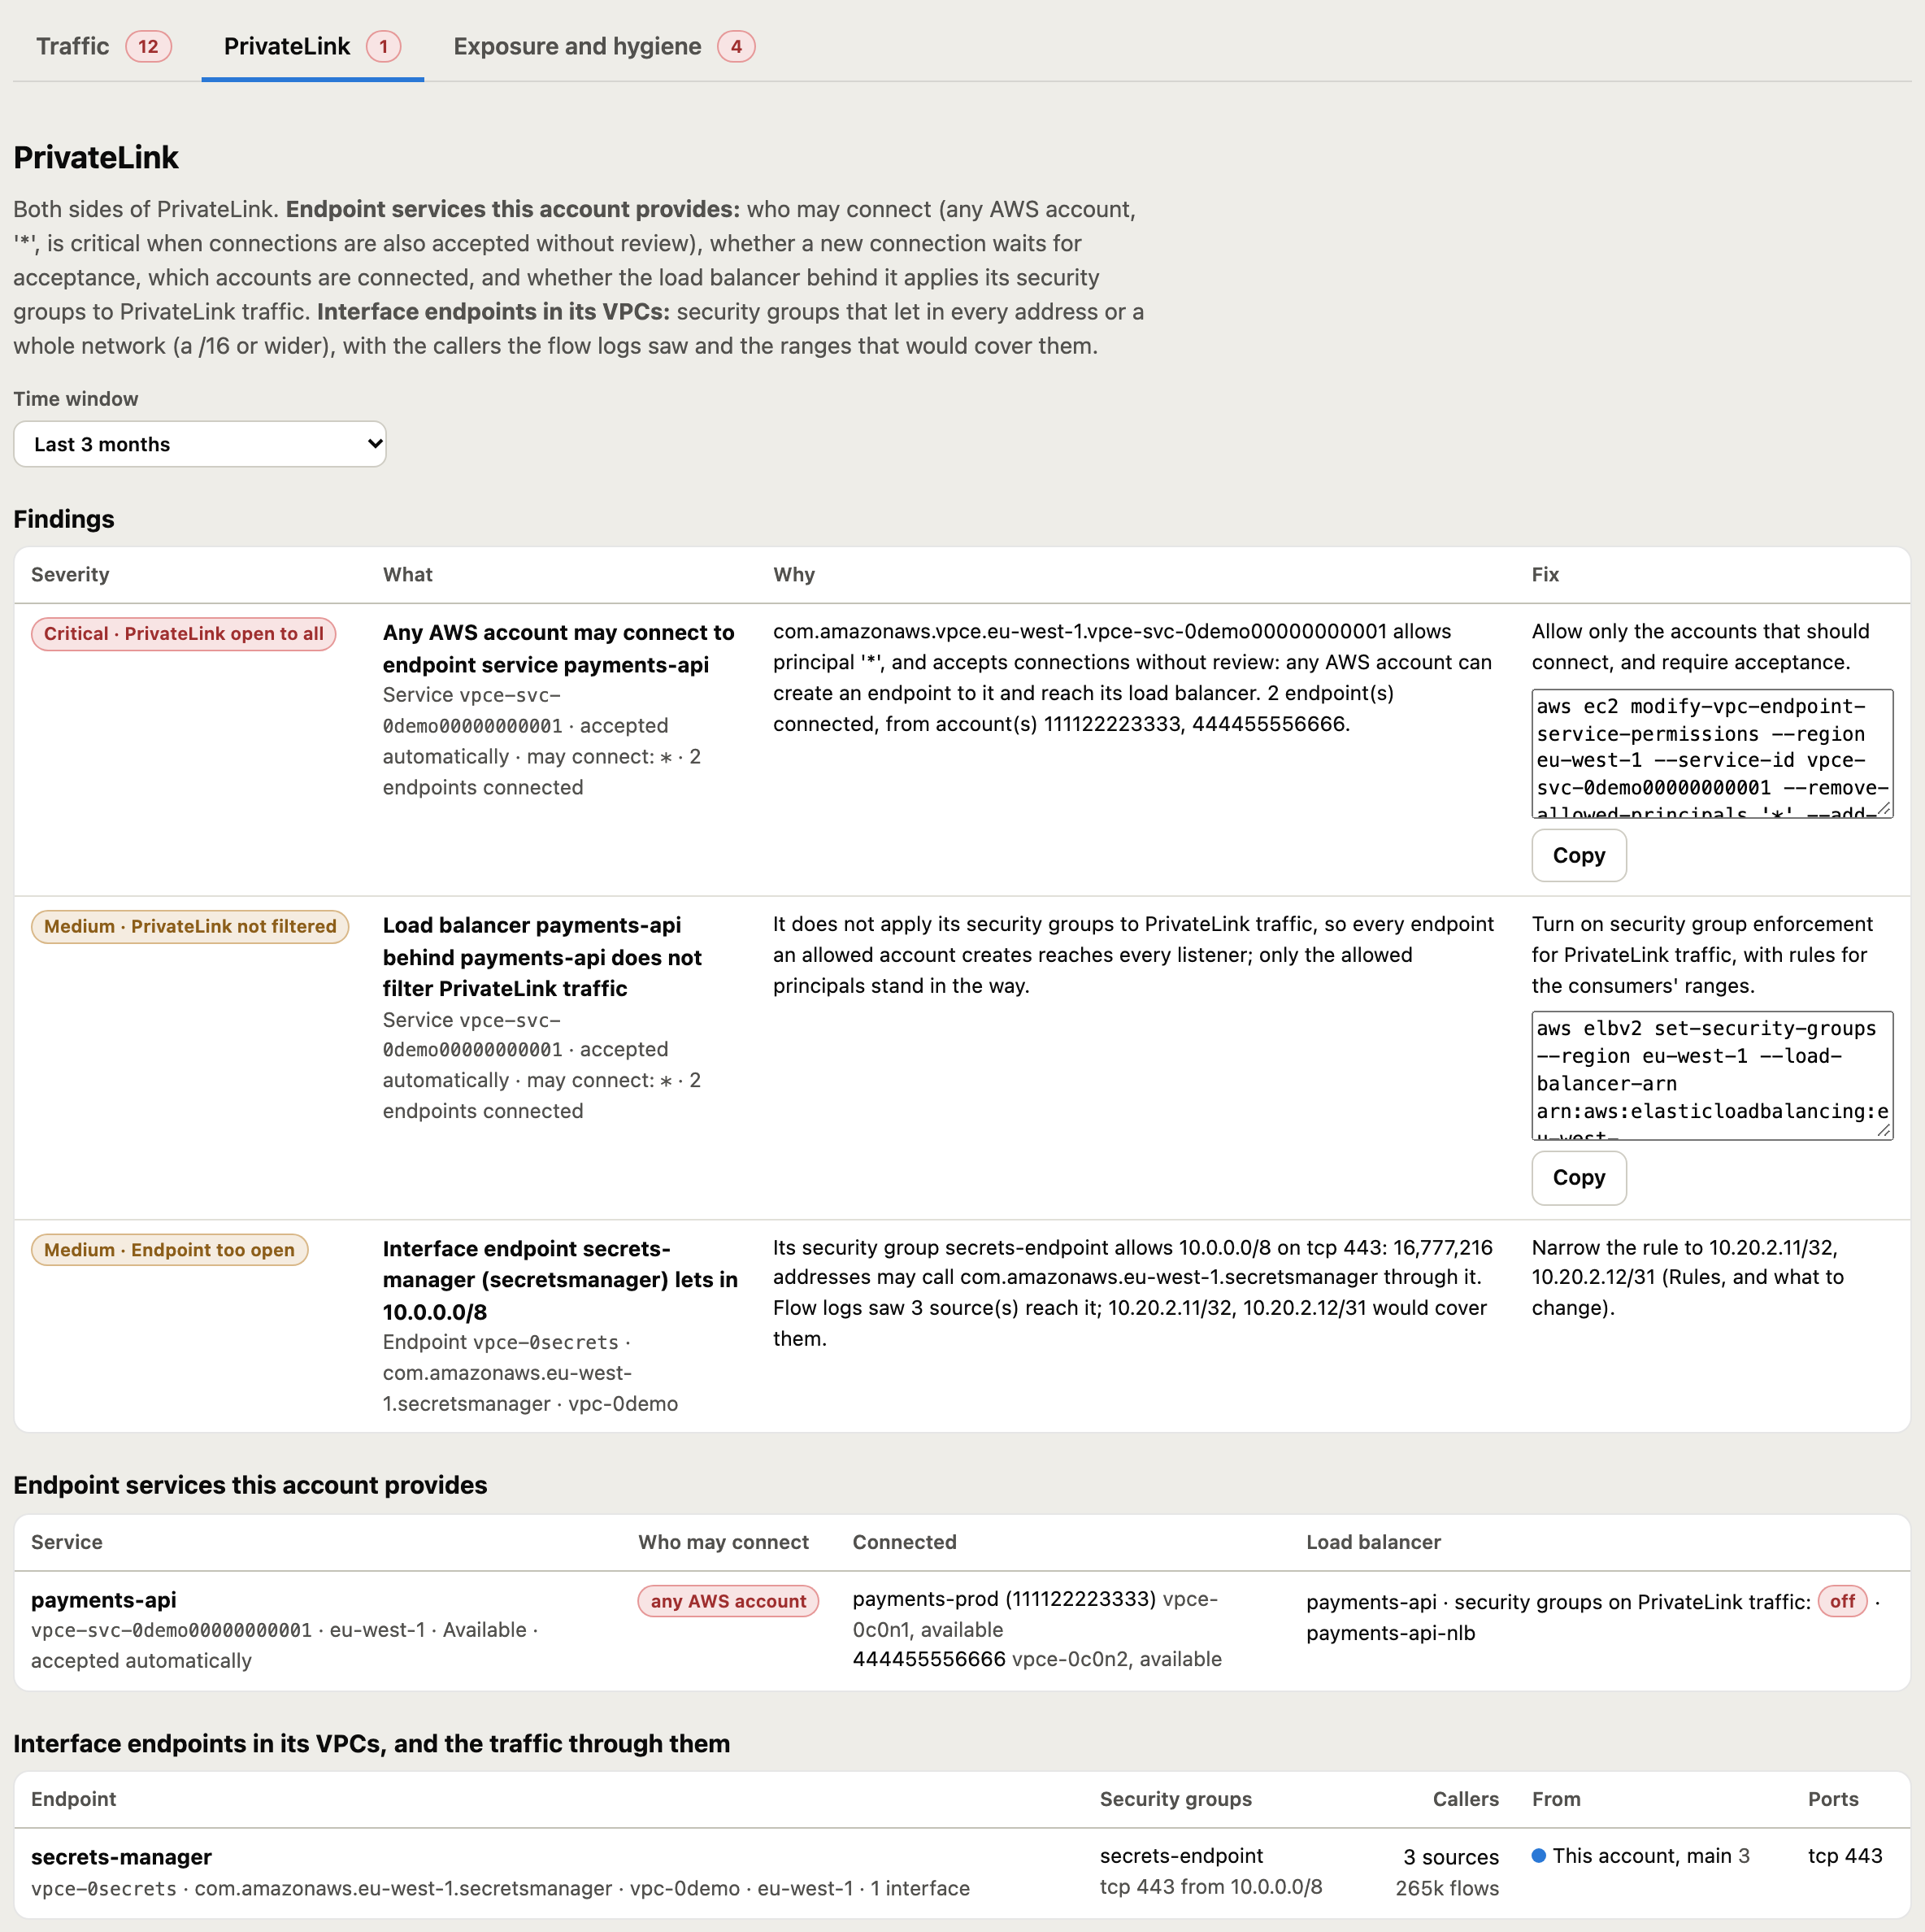 Traffic 12 PrivateLink 1 Exposure and hygiene 4
PrivateLink
Both sides of PrivateLink. Endpoint services this account provides: who may connect (any AWS account,
'*', is critical when connections are also accepted without review), whether a new connection waits for
acceptance, which accounts are connected, and whether the load balancer behind it applies its security
groups to PrivateLink traffic. Interface endpoints in its VPCs: security groups that let in every address or a
whole network (a /16 or wider), with the callers the flow logs saw and the ranges that would cover them.
Time window
Last 3 months
Findings
Severity What Why Fix
Critical · PrivateLink open to all
Any AWS account may connect to
endpoint service payments-api
Service vpce-svc-
0demo00000000001 · accepted
automatically · may connect: * · 2
endpoints connected
com.amazonaws.vpce.eu-west-1.vpce-svc-0demo00000000001 allows
principal '*', and accepts connections without review: any AWS account can
create an endpoint to it and reach its load balancer. 2 endpoint(s)
connected, from account(s) 111122223333, 444455556666.
Allow only the accounts that should
connect, and require acceptance.
aws ec2 modify-vpc-endpoint-
service-permissions --region
eu-west-1 --service-id vpce-
svc-0demo00000000001 --remove-
allowed-principals '*' --add-
Copy
Medium · PrivateLink not filtered
Load balancer payments-api
behind payments-api does not
filter PrivateLink traffic
Service vpce-svc-
0demo00000000001 · accepted
automatically · may connect: * · 2
endpoints connected
It does not apply its security groups to PrivateLink traffic, so every endpoint
an allowed account creates reaches every listener; only the allowed
principals stand in the way.
Turn on security group enforcement
for PrivateLink traffic, with rules for
the consumers' ranges.
aws elbv2 set-security-groups
--region eu-west-1 --load-
balancer-arn
arn:aws:elasticloadbalancing:e
u-west-
Copy
Medium · Endpoint too open
Interface endpoint secrets-
manager (secretsmanager) lets in
10.0.0.0/8
Endpoint vpce-0secrets ·
com.amazonaws.eu-west-
1.secretsmanager · vpc-0demo
Its security group secrets-endpoint allows 10.0.0.0/8 on tcp 443: 16,777,216
addresses may call com.amazonaws.eu-west-1.secretsmanager through it.
Flow logs saw 3 source(s) reach it; 10.20.2.11/32, 10.20.2.12/31 would cover
them.
Narrow the rule to 10.20.2.11/32,
10.20.2.12/31 (Rules, and what to
change).
Endpoint services this account provides
Service Who may connect Connected Load balancer
payments-api
vpce-svc-0demo00000000001 · eu-west-1 · Available ·
accepted automatically
any AWS account
payments-prod (111122223333) vpce-
0c0n1, available
444455556666 vpce-0c0n2, available
payments-api · security groups on PrivateLink traffic: off ·
payments-api-nlb
Interface endpoints in its VPCs, and the traffic through them
Endpoint Security groups Callers From Ports
secrets-manager
vpce-0secrets · com.amazonaws.eu-west-1.secretsmanager · vpc-0demo · eu-west-1 · 1 interface
secrets-endpoint
tcp 443 from 10.0.0.0/8
3 sources
265k flows
This account, main 3
tcp 443